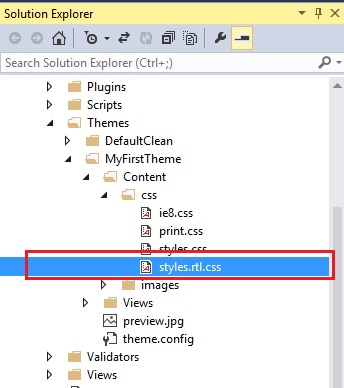 Solution Explorer
Search Solution Explorer (Ctrl+;)
Plugins
Scripts
Themes
DefaultClean
MyFirstTheme
Content
css
ie8.css
print.css
styles.css
styles.rtl.css
images
Views
preview.jpg
theme.config
Validators
Views